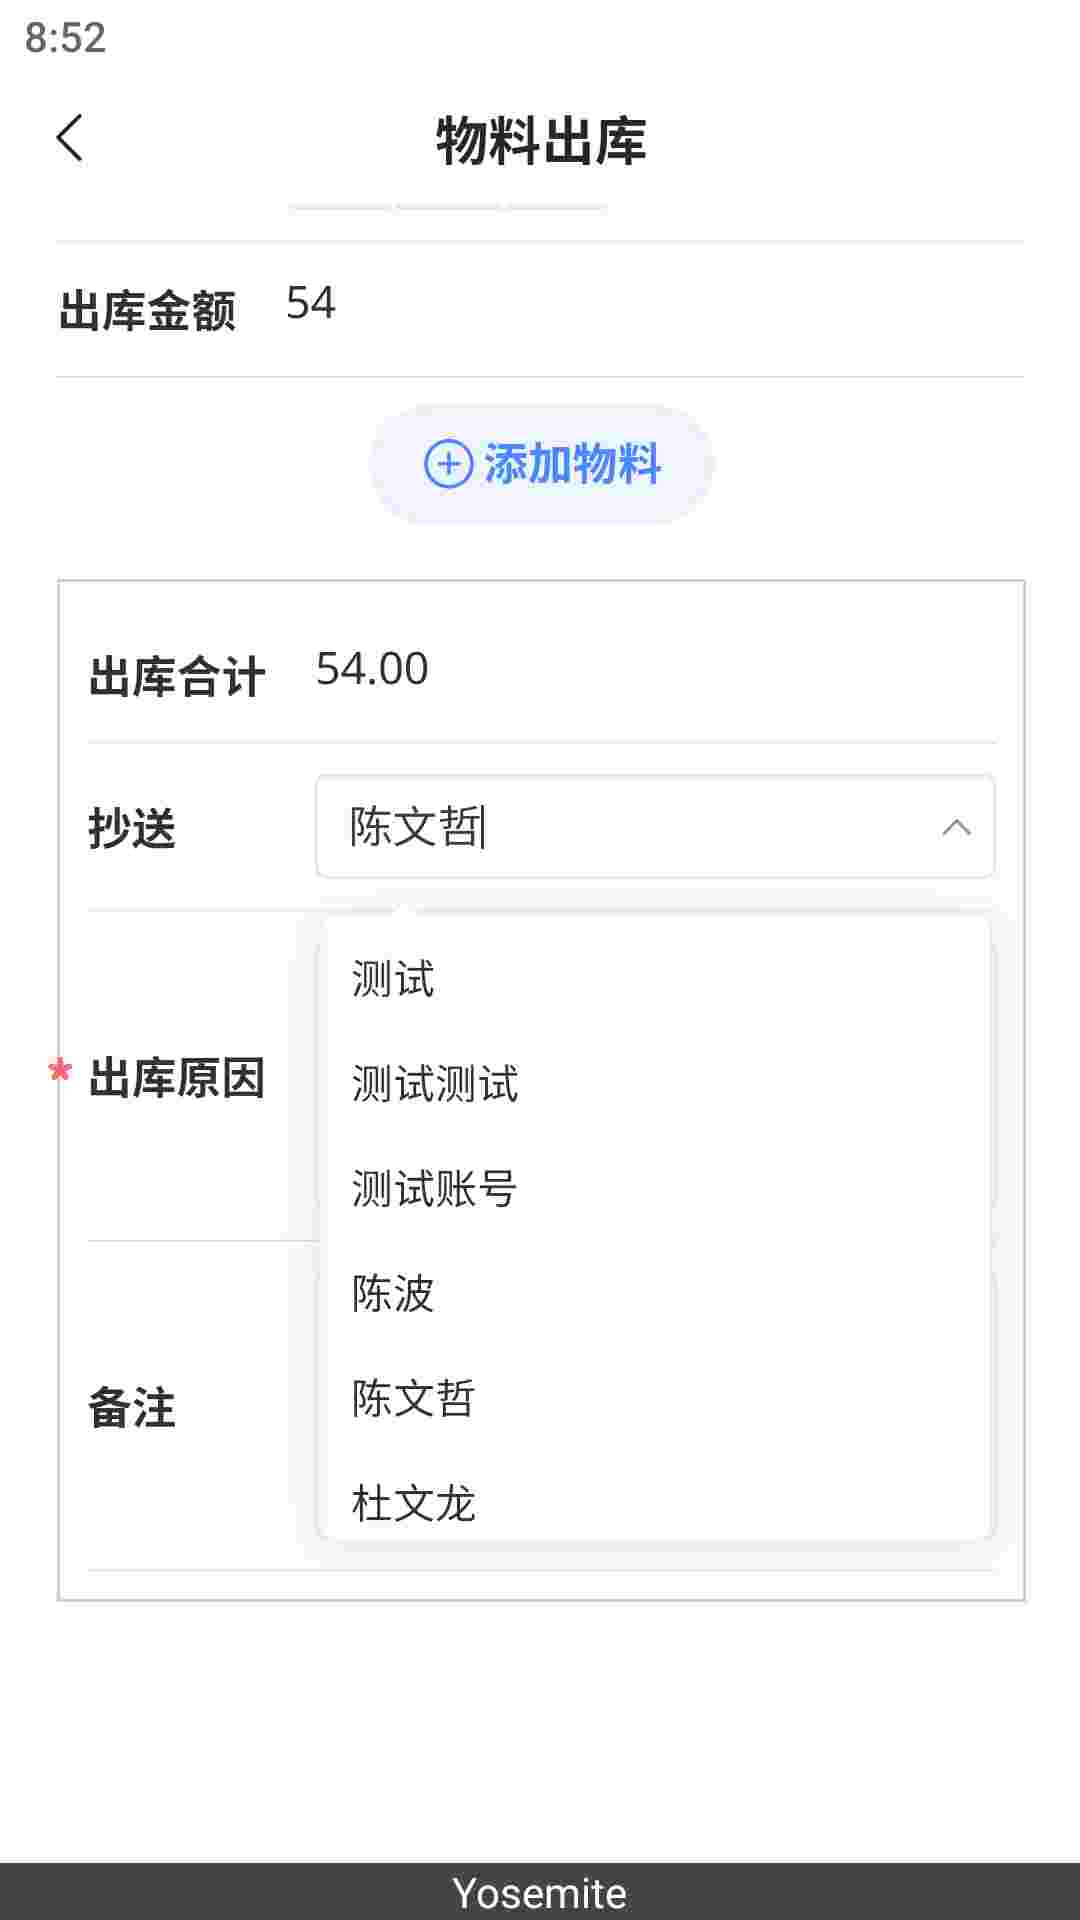 8:52
物料出库
出库金额 54
添加物料
出库合计 54.00
抄送 陈文哲
测试
测试测试
* 出库原因
测试账号
陈波
陈文哲
备注
杜文龙
Yosemite